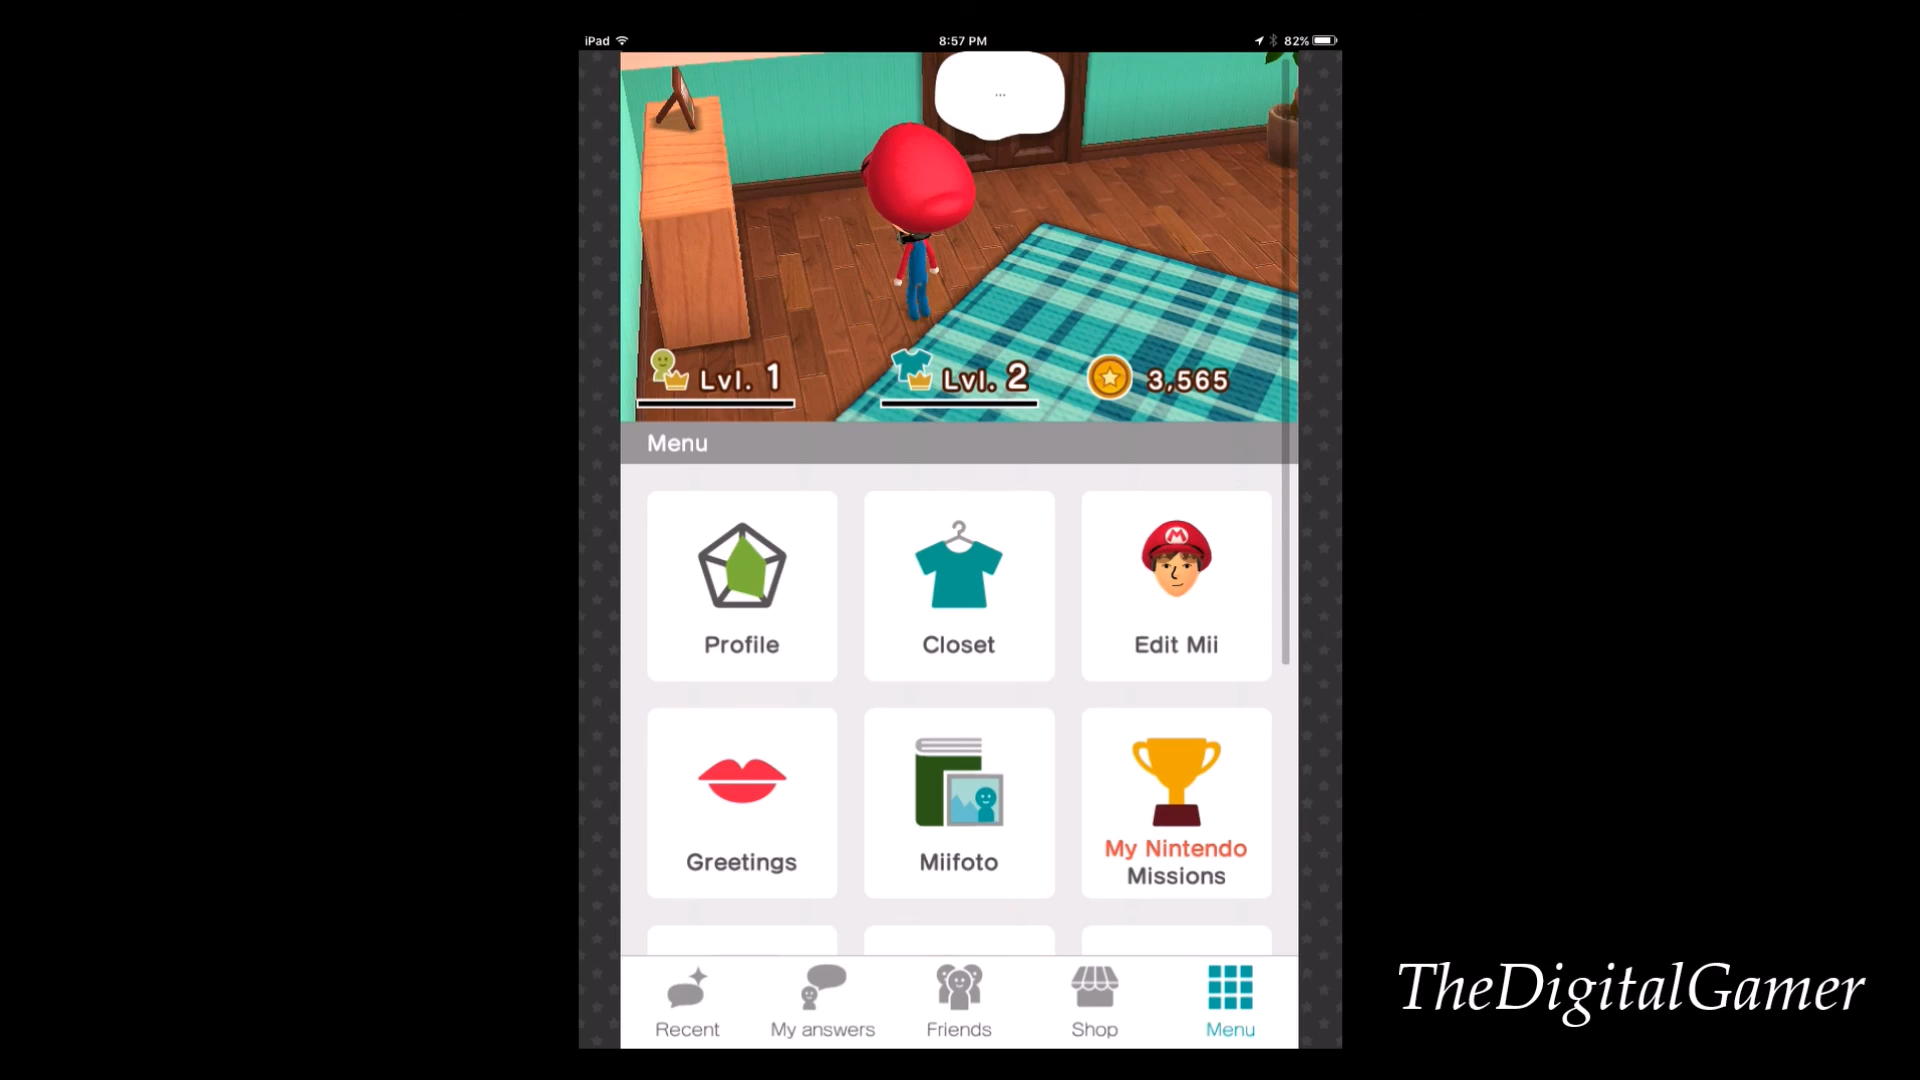 iPad
8:57 PM
82%
...
Lvl. 1
Lvl. 2
3,565
Menu
Profile
Closet
M
Edit Mii
Greetings
Miifoto
My Nintendo
Missions
Recent
My answers
Friends
Shop
Menu
TheDigitalGamer